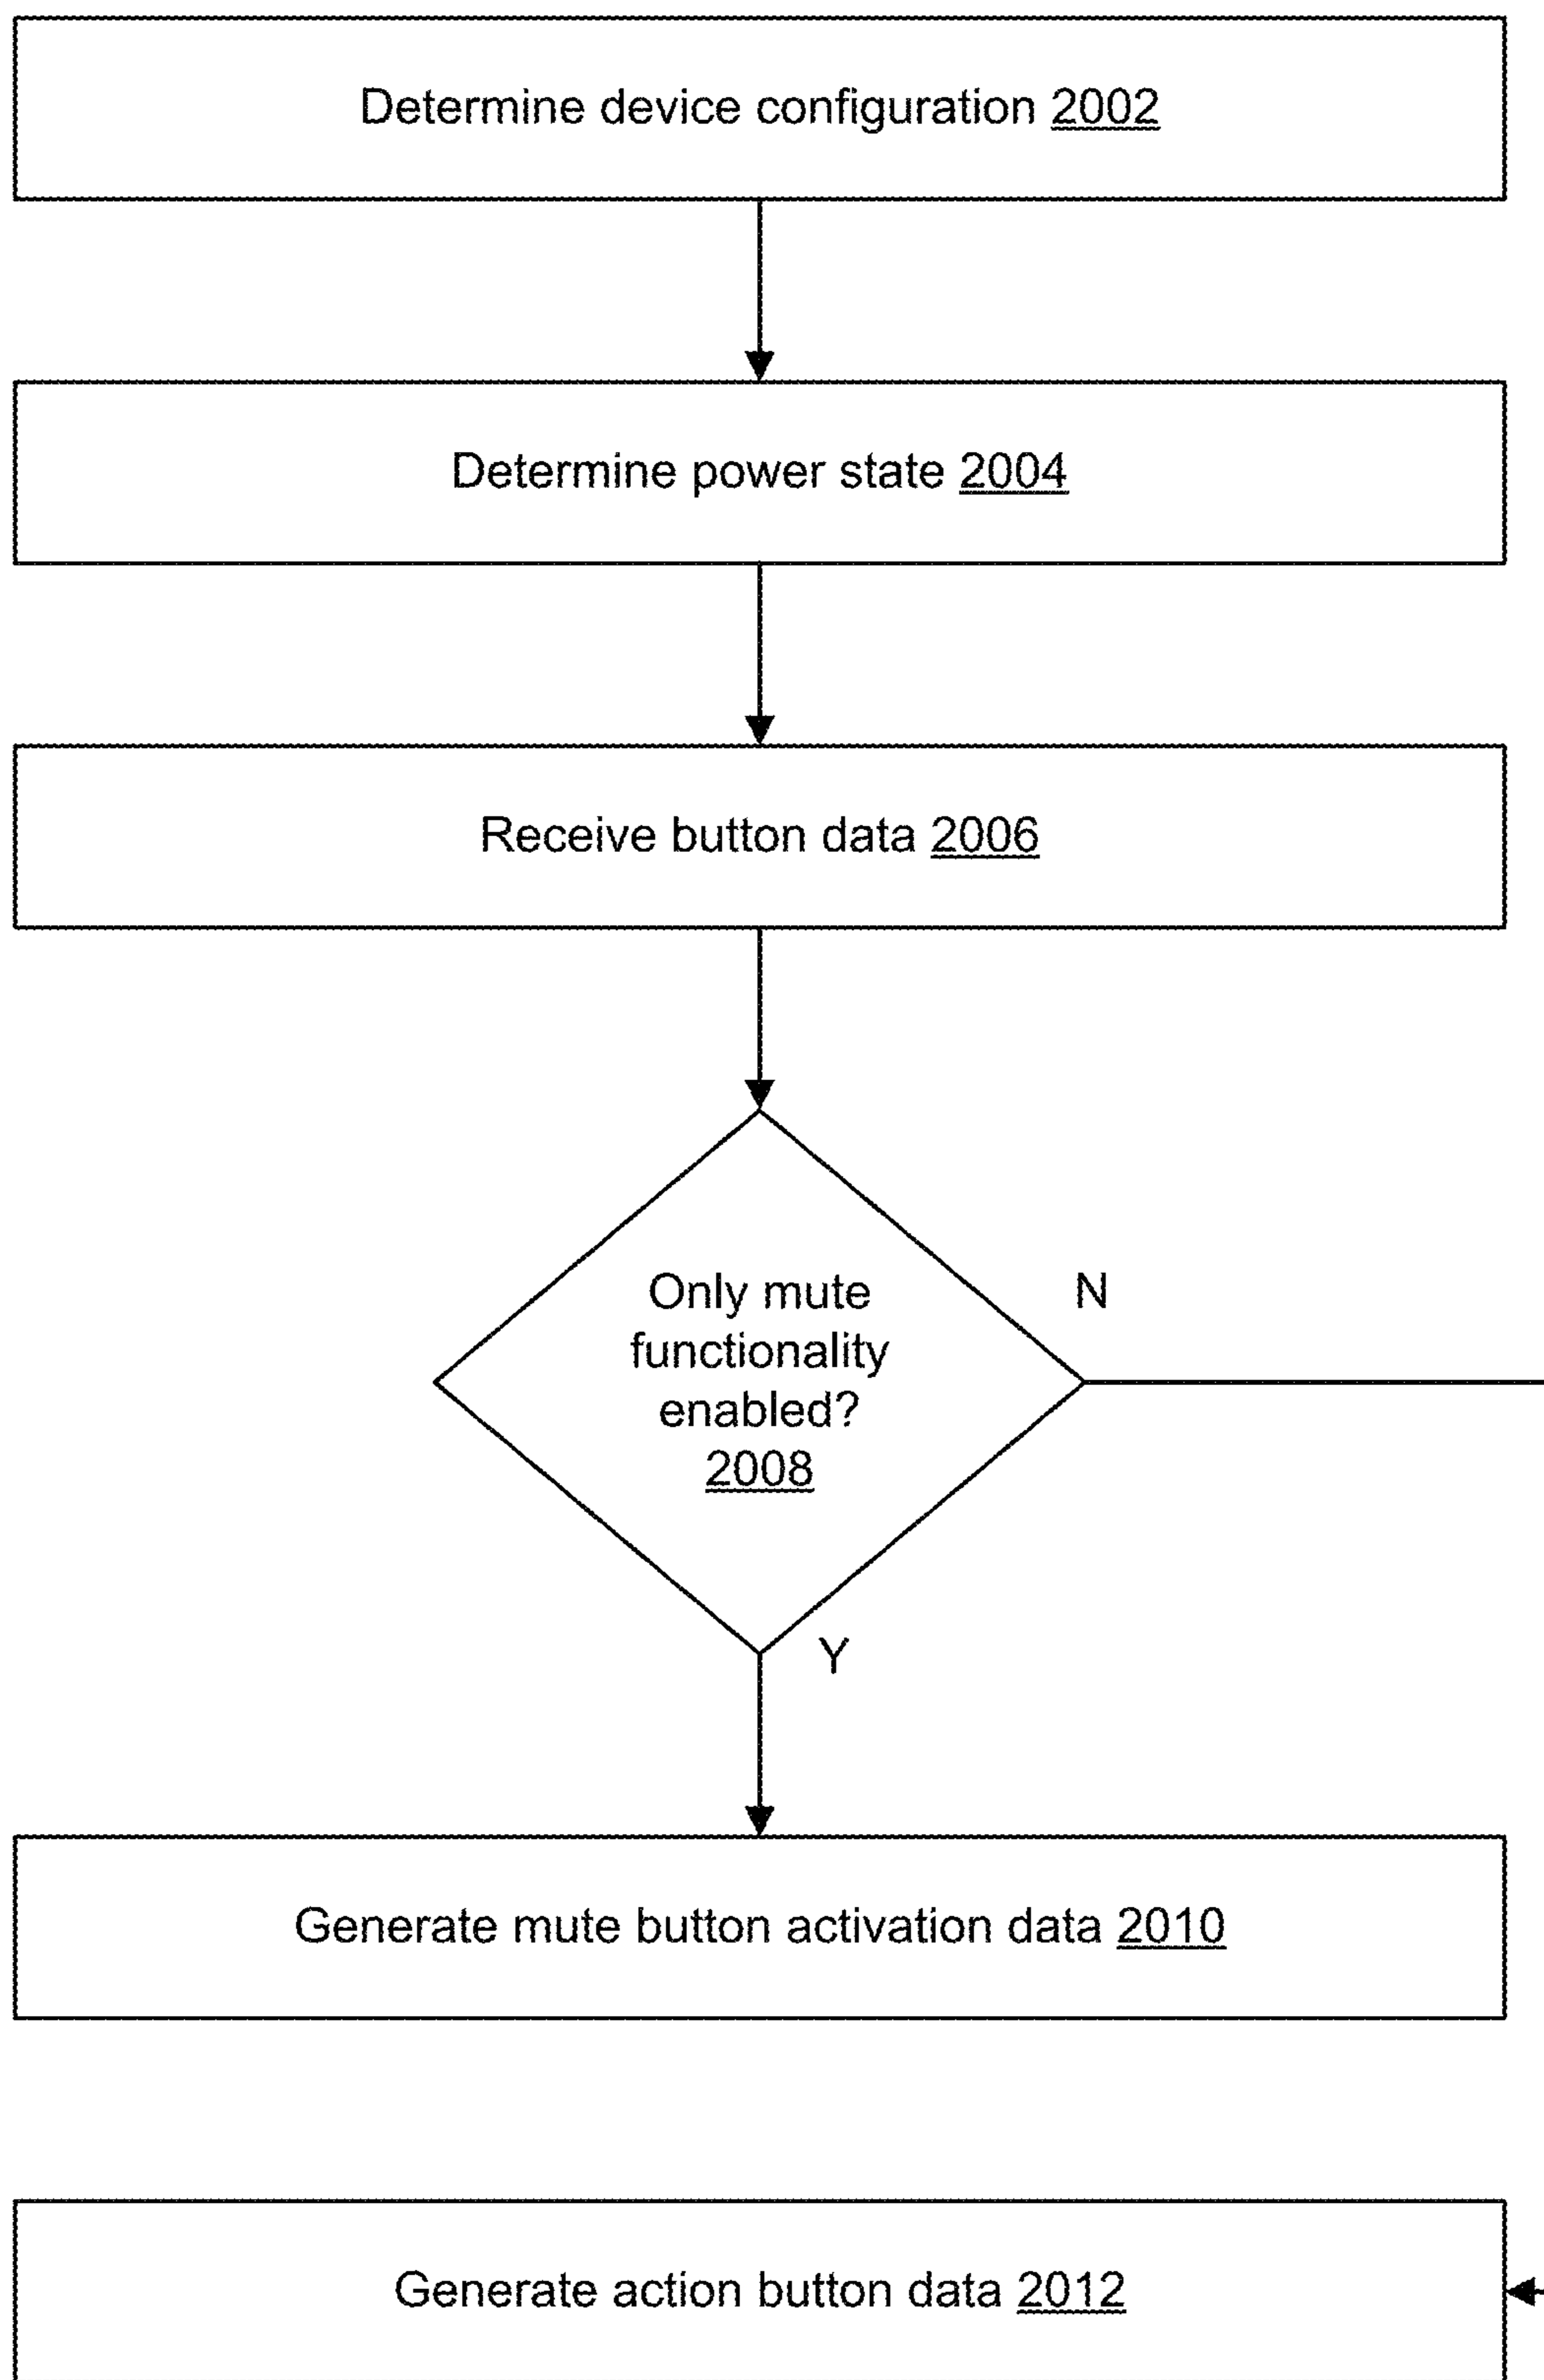 Determine device configuration 2002
Determine power state 2004
Receive button data 2006
Only mute
functionality
enabled?
2008
N
Y
Generate mute button activation data 2010
Generate action button data 2012